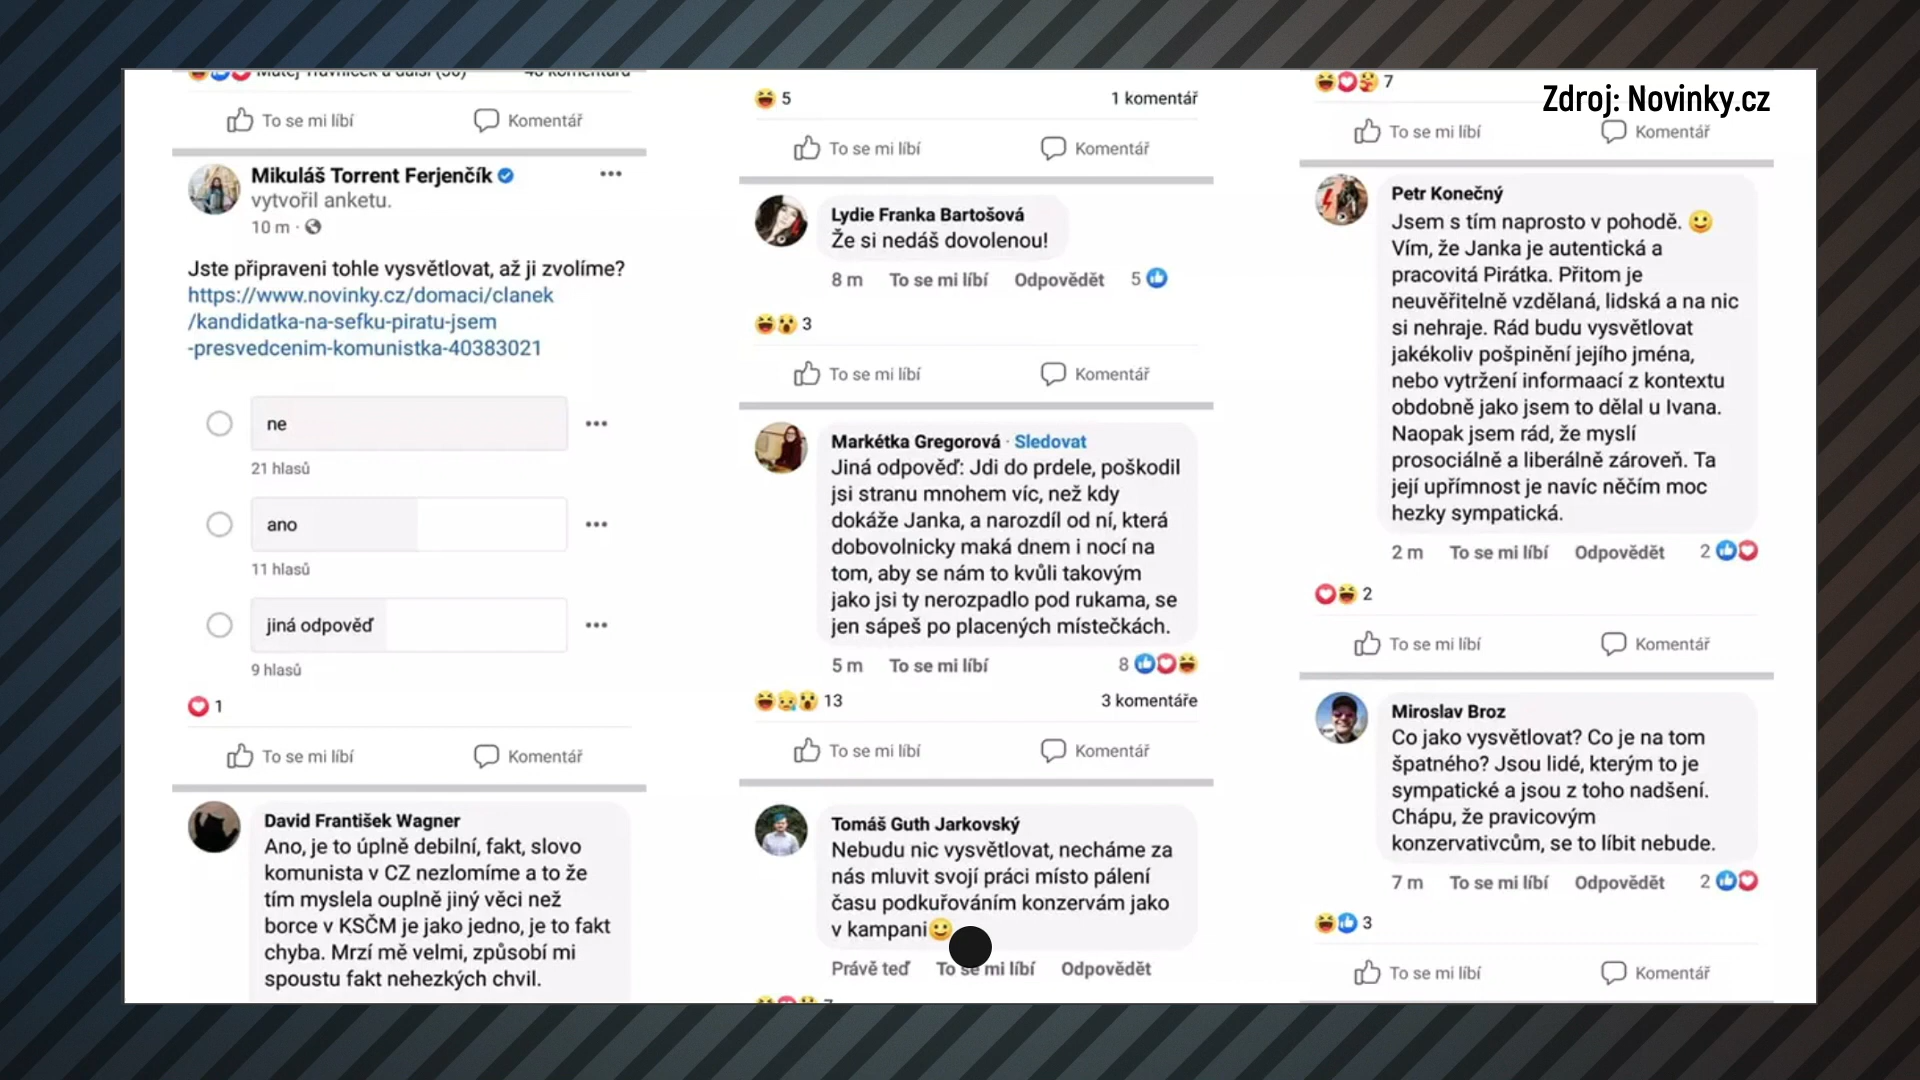 Matěj Trávníček a další (36) 40 komentářů
To se mi líbí Komentář
Mikuláš Torrent Ferjenčík
vytvořil anketu.
10 m ·
Jste připraveni tohle vysvětlovat, až ji zvolíme?
https://www.novinky.cz/domaci/clanek
/kandidatka-na-sefku-piratu-jsem
-presvedcenim-komunistka-40383021
ne
21 hlasů
ano
11 hlasů
jiná odpověď
9 hlasů
1
To se mi líbí Komentář
David František Wagner
Ano, je to úplně debilní, fakt, slovo
komunista v CZ nezlomíme a to že
tím myslela ouplně jiný věci než
borce v KSČM je jako jedno, je to fakt
chyba. Mrzí mě velmi, způsobí mi
spoustu fakt nehezkých chvil.
5 1 komentář
To se mi líbí Komentář
Lydie Franka Bartošová
Že si nedáš dovolenou!
8 m To se mi líbí Odpovědět 5
3
To se mi líbí Komentář
Markétka Gregorová · Sledovat
Jiná odpověď: Jdi do prdele, poškodil
jsi stranu mnohem víc, než kdy
dokáže Janka, a narozdíl od ní, která
dobovolnicky maká dnem i nocí na
tom, aby se nám to kvůli takovým
jako jsi ty nerozpadlo pod rukama, se
jen sápeš po placených místečkách.
5 m To se mi líbí 8
13 3 komentáře
To se mi líbí Komentář
Tomáš Guth Jarkovský
Nebudu nic vysvětlovat, necháme za
nás mluvit svojí práci místo pálení
času podkuřováním konzervám jako
v kampani
Právě teď To se mi líbí Odpovědět
7
7
Zdroj: Novinky.cz
To se mi líbí Komentář
Petr Konečný
Jsem s tím naprosto v pohodě.
Vím, že Janka je autentická a
pracovitá Pirátka. Přitom je
neuvěřitelně vzdělaná, lidská a na nic
si nehraje. Rád budu vysvětlovat
jakékoliv pošpinění jejího jména,
nebo vytržení informaací z kontextu
obdobně jako jsem to dělal u Ivana.
Naopak jsem rád, že myslí
prosociálně a liberálně zároveň. Ta
její upřímnost je navíc něčím moc
hezky sympatická.
2 m To se mi líbí Odpovědět 2
2
To se mi líbí Komentář
Miroslav Broz
Co jako vysvětlovat? Co je na tom
špatného? Jsou lidé, kterým to je
sympatické a jsou z toho nadšení.
Chápu, že pravicovým
konzervativcům, se to líbit nebude.
7 m To se mi líbí Odpovědět 2
3
To se mi líbí Komentář